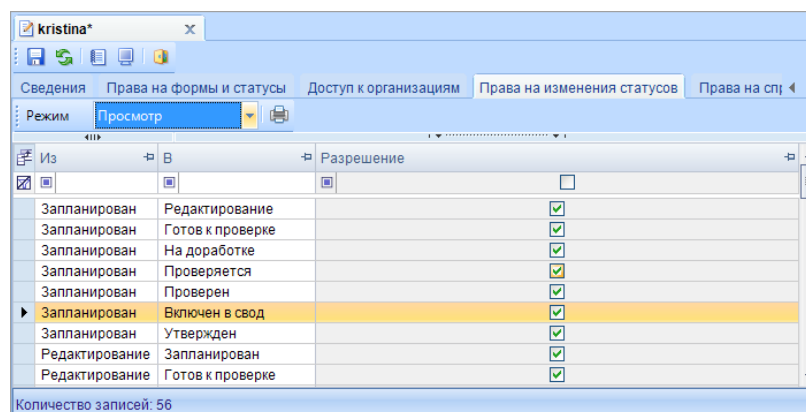 kristina*
Сведения Права на формы и статусы Доступ к организациям Права на изменения статусов Права на спр
Режим Просмотр
Из В Разрешение
Запланирован Редактирование
Запланирован Готов к проверке
Запланирован На доработке
Запланирован Проверяется
Запланирован Проверен
Запланирован Включен в свод
Запланирован Утвержден
Редактирование Запланирован
Редактирование Готов к проверке
Количество записей: 56